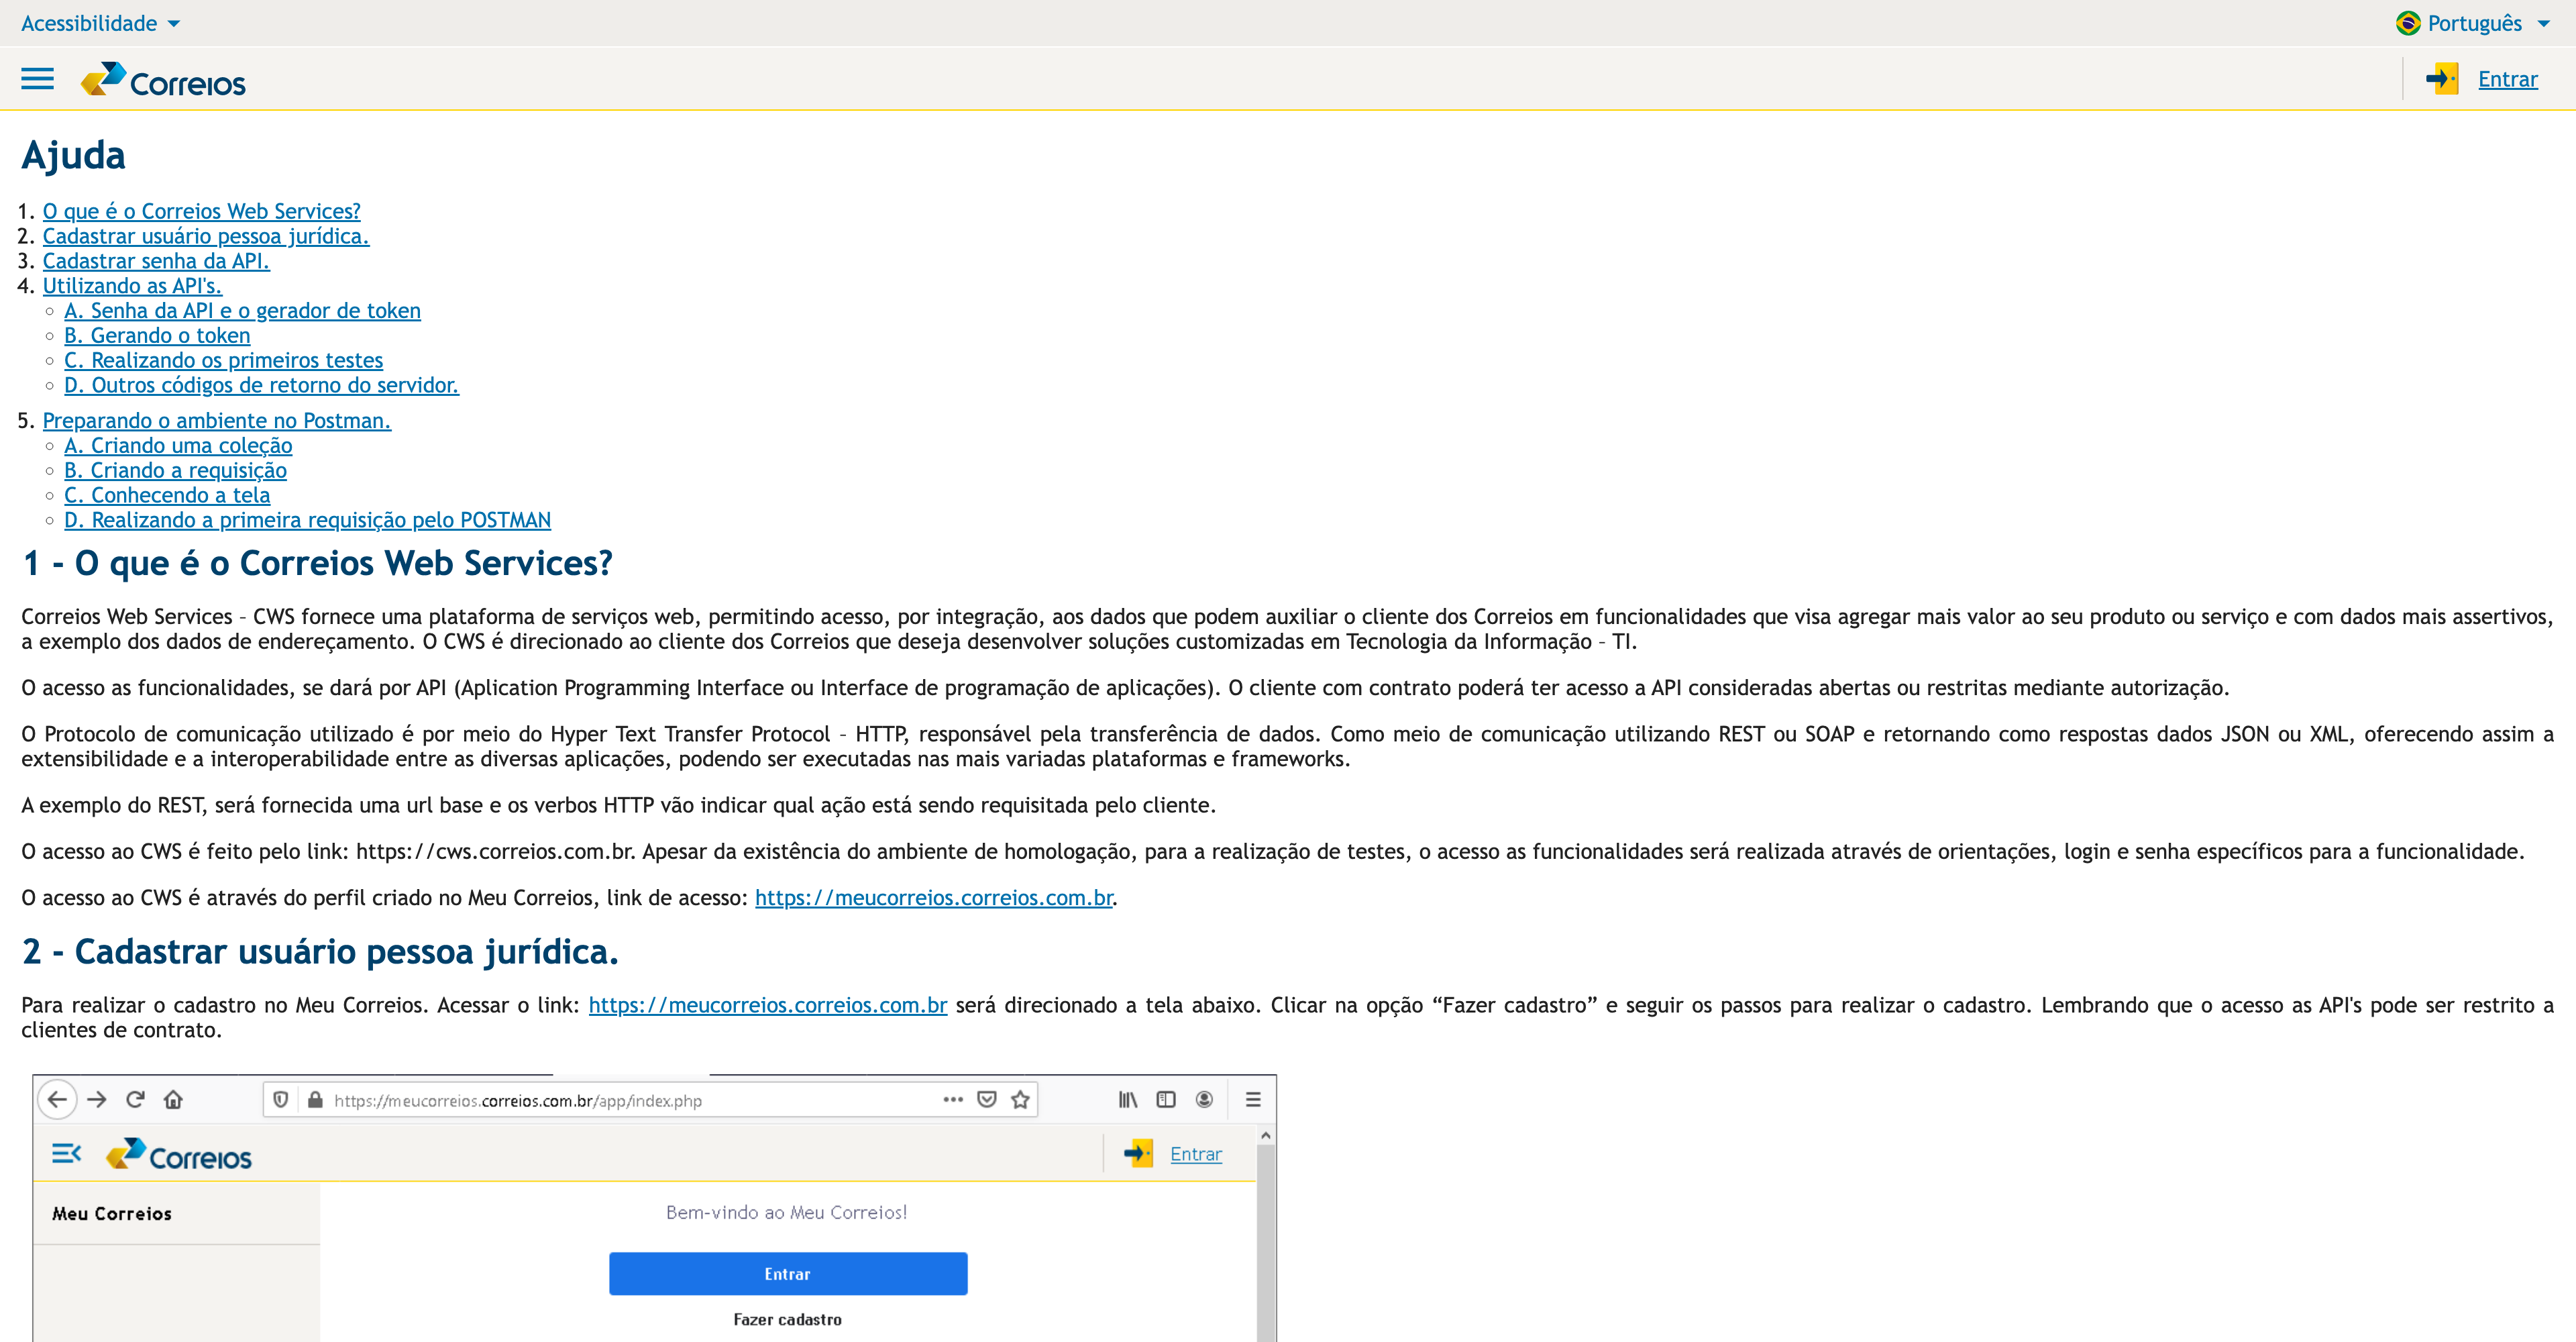 Acessibilidade
Português
Correios
Entrar
Ajuda
1. O que é o Correios Web Services?
2. Cadastrar usuário pessoa jurídica.
3. Cadastrar senha da API.
4. Utilizando as API's.
A. Senha da API e o gerador de token
B. Gerando o token
C. Realizando os primeiros testes
D. Outros códigos de retorno do servidor.
5. Preparando o ambiente no Postman.
A. Criando uma coleção
B. Criando a requisição
C. Conhecendo a tela
D. Realizando a primeira requisição pelo POSTMAN
1 - O que é o Correios Web Services?
Correios Web Services – CWS fornece uma plataforma de serviços web, permitindo acesso, por integração, aos dados que podem auxiliar o cliente dos Correios em funcionalidades que visa agregar mais valor ao seu produto ou serviço e com dados mais assertivos,
a exemplo dos dados de endereçamento. O CWS é direcionado ao cliente dos Correios que deseja desenvolver soluções customizadas em Tecnologia da Informação – TI.
O acesso as funcionalidades, se dará por API (Aplication Programming Interface ou Interface de programação de aplicações). O cliente com contrato poderá ter acesso a API consideradas abertas ou restritas mediante autorização.
O Protocolo de comunicação utilizado é por meio do Hyper Text Transfer Protocol – HTTP, responsável pela transferência de dados. Como meio de comunicação utilizando REST ou SOAP e retornando como respostas dados JSON ou XML, oferecendo assim a
extensibilidade e a interoperabilidade entre as diversas aplicações, podendo ser executadas nas mais variadas plataformas e frameworks.
A exemplo do REST, será fornecida uma url base e os verbos HTTP vão indicar qual ação está sendo requisitada pelo cliente.
O acesso ao CWS é feito pelo link: https://cws.correios.com.br. Apesar da existência do ambiente de homologação, para a realização de testes, o acesso as funcionalidades será realizada através de orientações, login e senha específicos para a funcionalidade.
O acesso ao CWS é através do perfil criado no Meu Correios, link de acesso: https://meucorreios.correios.com.br.
2 - Cadastrar usuário pessoa jurídica.
Para realizar o cadastro no Meu Correios. Acessar o link: https://meucorreios.correios.com.br será direcionado a tela abaixo. Clicar na opção “Fazer cadastro” e seguir os passos para realizar o cadastro. Lembrando que o acesso as API's pode ser restrito a
clientes de contrato.
https://meucorreios.correios.com.br/app/index.php
Correios
Entrar
Meu Correios
Bem-vindo ao Meu Correios!
Entrar
Fazer cadastro